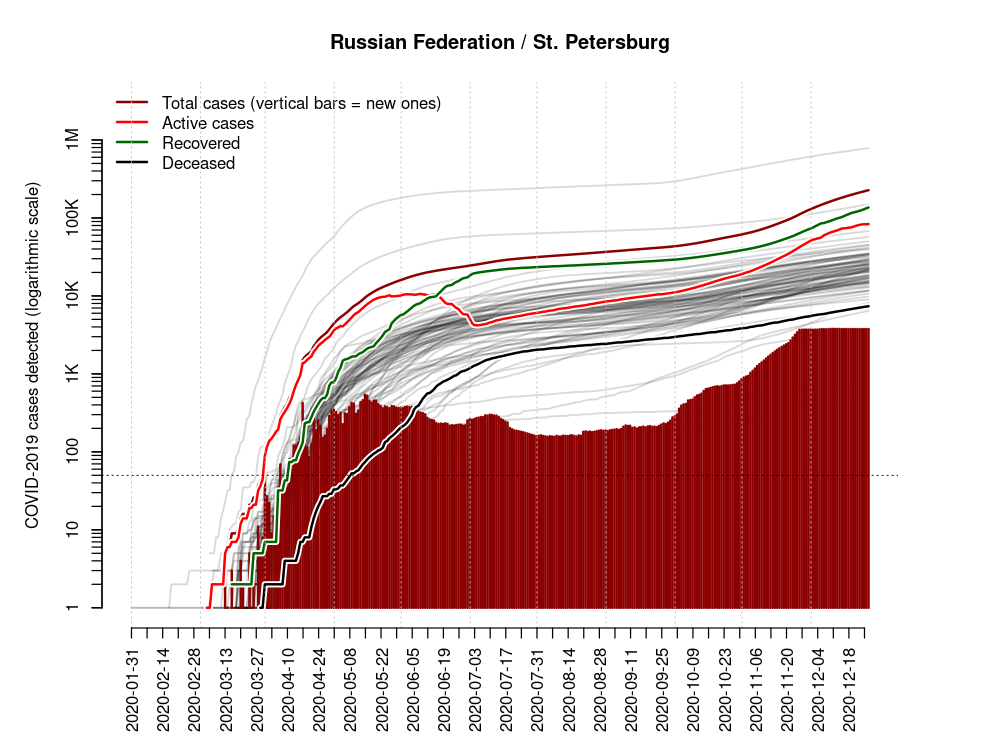 Russian Federation / St. Petersburg
Total cases (vertical bars = new ones)
Active cases
Recovered
Deceased
COVID-2019 cases detected (logarithmic scale)
1M
100K
10K
1K
100
10
1
2020-01-31
2020-02-14
2020-02-28
2020-03-13
2020-03-27
2020-04-10
2020-04-24
2020-05-08
2020-05-22
2020-06-05
2020-06-19
2020-07-03
2020-07-17
2020-07-31
2020-08-14
2020-08-28
2020-09-11
2020-09-25
2020-10-09
2020-10-23
2020-11-06
2020-11-20
2020-12-04
2020-12-18